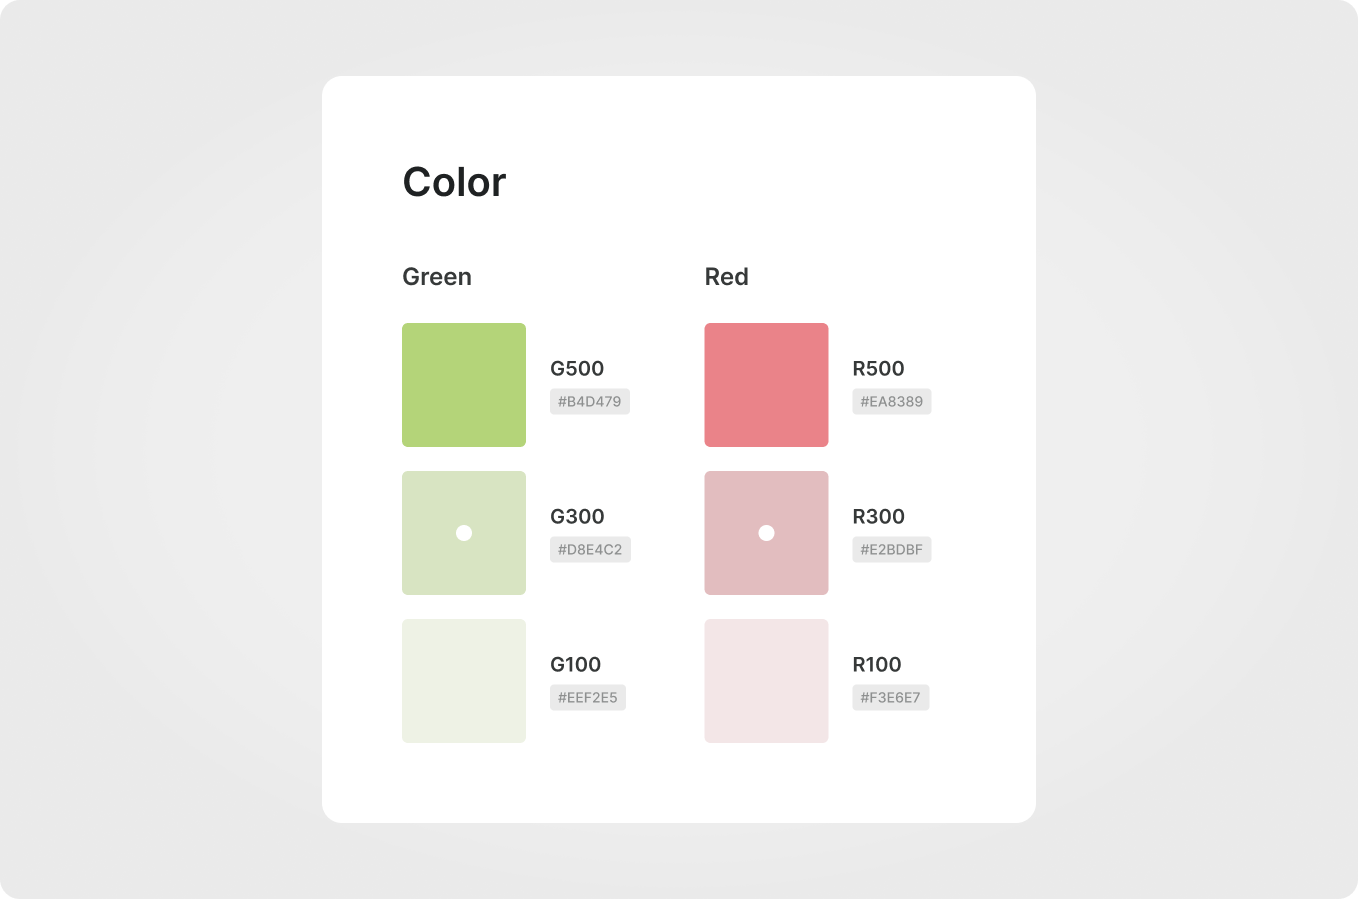 Color
Green
G500
#B4D479
G300
#D8E4C2
G100
#EEF2E5
Red
R500
#EA8389
R300
#E2BDBF
R100
#F3E6E7